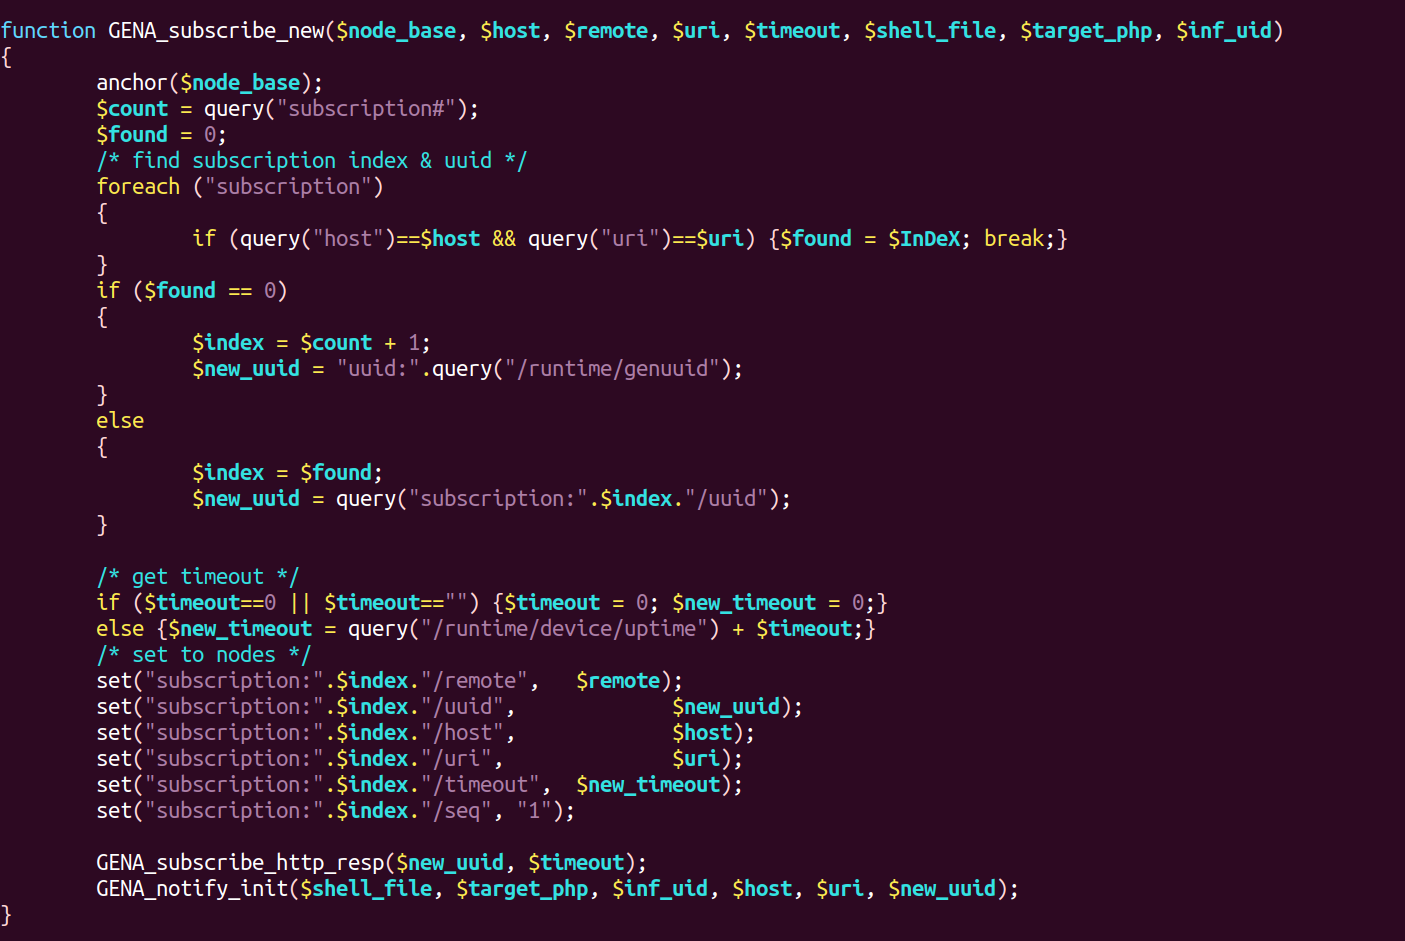 function GENA_subscribe_new($node_base, $host, $remote, $uri, $timeout, $shell_file, $target_php, $inf_uid)
{
        anchor($node_base);
        $count = query("subscription#");
        $found = 0;
        /* find subscription index & uuid */
        foreach ("subscription")
        {
                if (query("host")==$host && query("uri")==$uri) {$found = $InDeX; break;}
        }
        if ($found == 0)
        {
                $index = $count + 1;
                $new_uuid = "uuid:".query("/runtime/genuuid");
        }
        else
        {
                $index = $found;
                $new_uuid = query("subscription:".$index."/uuid");
        }

        /* get timeout */
        if ($timeout==0 || $timeout=="") {$timeout = 0; $new_timeout = 0;}
        else {$new_timeout = query("/runtime/device/uptime") + $timeout;}
        /* set to nodes */
        set("subscription:".$index."/remote",   $remote);
        set("subscription:".$index."/uuid",             $new_uuid);
        set("subscription:".$index."/host",             $host);
        set("subscription:".$index."/uri",              $uri);
        set("subscription:".$index."/timeout",  $new_timeout);
        set("subscription:".$index."/seq", "1");

        GENA_subscribe_http_resp($new_uuid, $timeout);
        GENA_notify_init($shell_file, $target_php, $inf_uid, $host, $uri, $new_uuid);
}